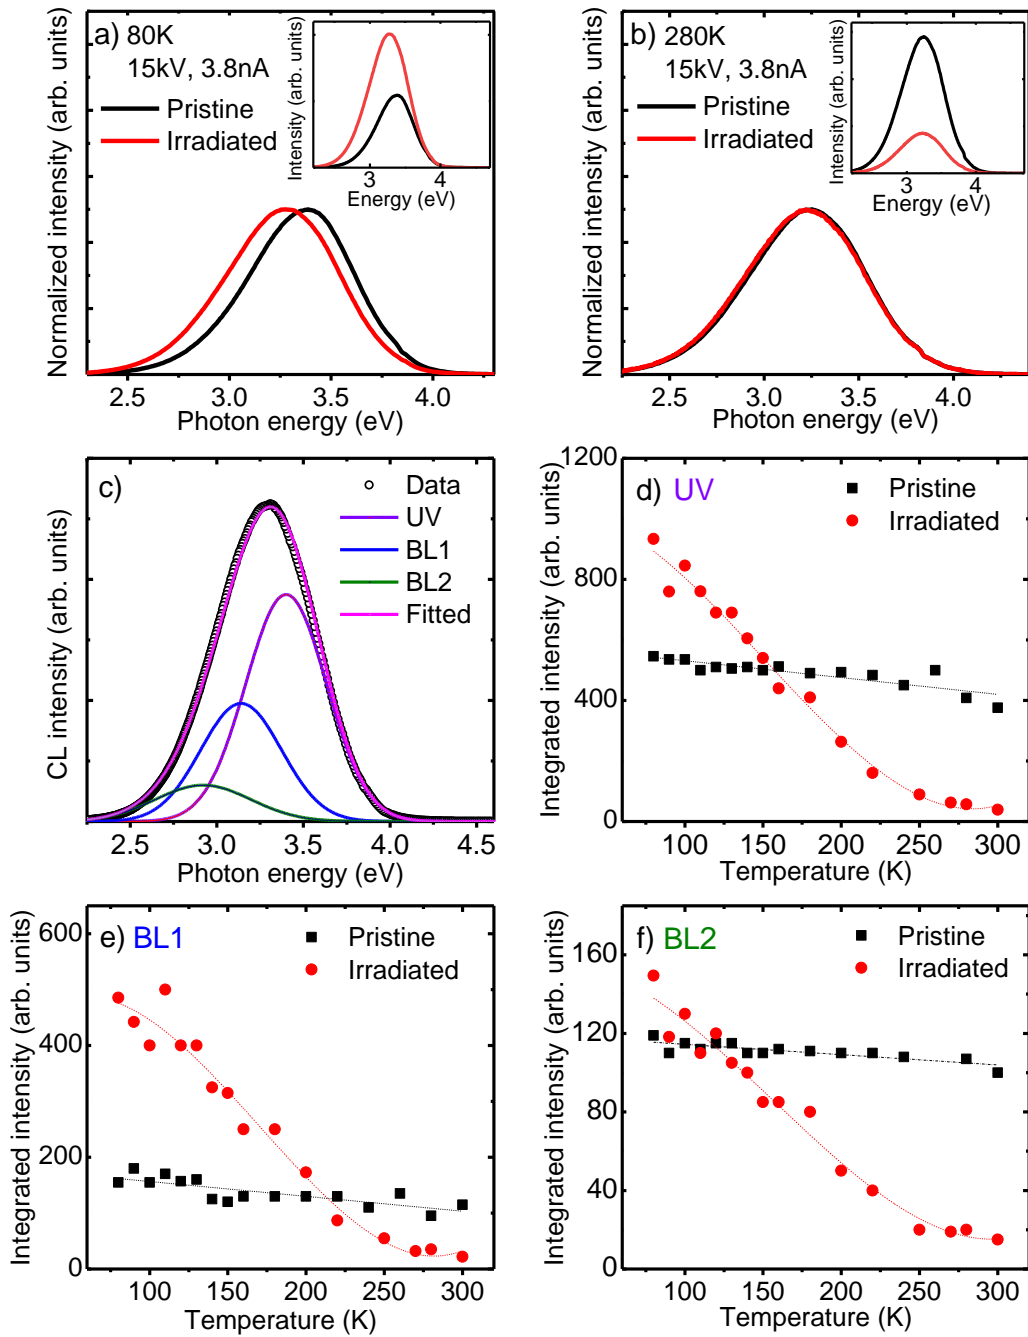 a) 80K
15kV, 3.8nA
Pristine
Irradiated
Intensity (arb. units)
3 4
Energy (eV)
Normalized intensity (arb. units)
2.5 3.0 3.5 4.0
Photon energy (eV)
b) 280K
15kV, 3.8nA
Pristine
Irradiated
Intensity (arb. units)
3 4
Energy (eV)
Normalized intensity (arb. units)
2.5 3.0 3.5 4.0
Photon energy (eV)
c)
Data
UV
BL1
BL2
Fitted
CL intensity (arb. units)
2.5 3.0 3.5 4.0 4.5
Photon energy (eV)
d) UV
Pristine
Irradiated
Integrated intensity (arb. units)
1200
800
400
0
100 150 200 250 300
Temperature (K)
e) BL1
Pristine
Irradiated
Integrated intensity (arb. units)
600
400
200
0
100 150 200 250 300
Temperature (K)
f) BL2
Pristine
Irradiated
Integrated intensity (arb. units)
160
120
80
40
0
100 150 200 250 300
Temperature (K)